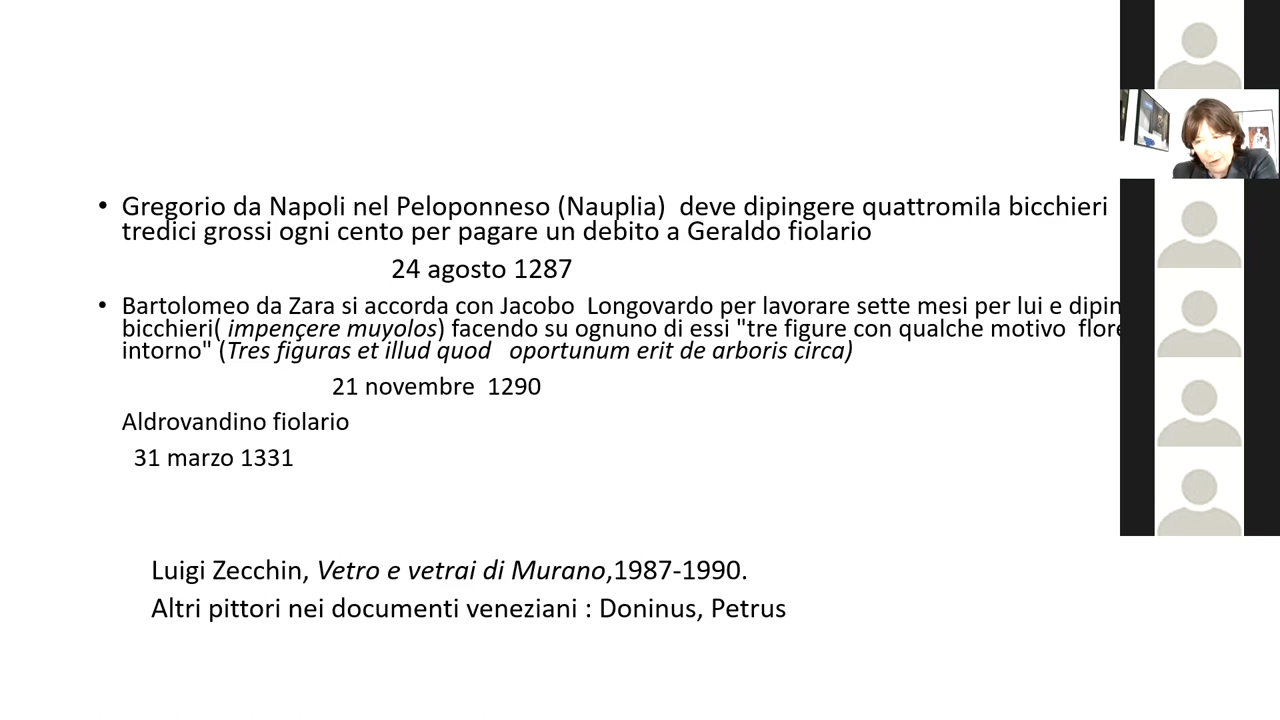 • Gregorio da Napoli nel Peloponneso (Nauplia) deve dipingere quattromila bicchieri
tredici grossi ogni cento per pagare un debito a Geraldo fiolario
24 agosto 1287
• Bartolomeo da Zara si accorda con Jacobo Longovardo per lavorare sette mesi per lui e
bicchieri( impençere muyolos) facendo su ognuno di essi "tre figure con qualche motivo
intorno" (Tres figuras et illud quod oportunum erit de arboris circa)
21 novembre 1290
Aldrovandino fiolario
31 marzo 1331
Luigi Zecchin, Vetro e vetrai di Murano,1987-1990.
Altri pittori nei documenti veneziani : Doninus, Petrus